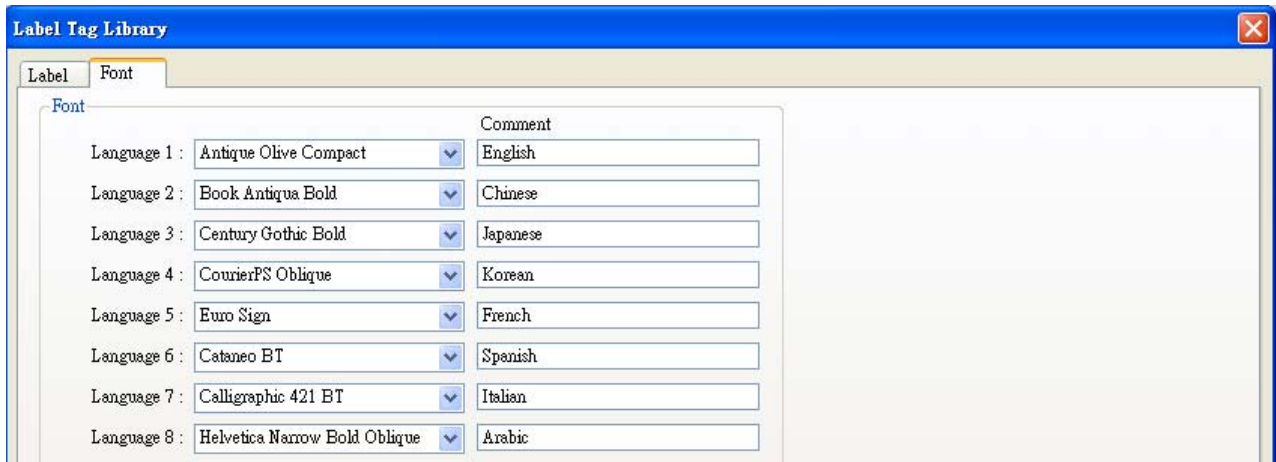 Label Tag Library
Label Font
Font
Comment
Language 1 : Antique Olive Compact English
Language 2 : Book Antiqua Bold Chinese
Language 3 : Century Gothic Bold Japanese
Language 4 : CourierPS Oblique Korean
Language 5 : Euro Sign French
Language 6 : Cataneo BT Spanish
Language 7 : Calligraphic 421 BT Italian
Language 8 : Helvetica Narrow Bold Oblique Arabic